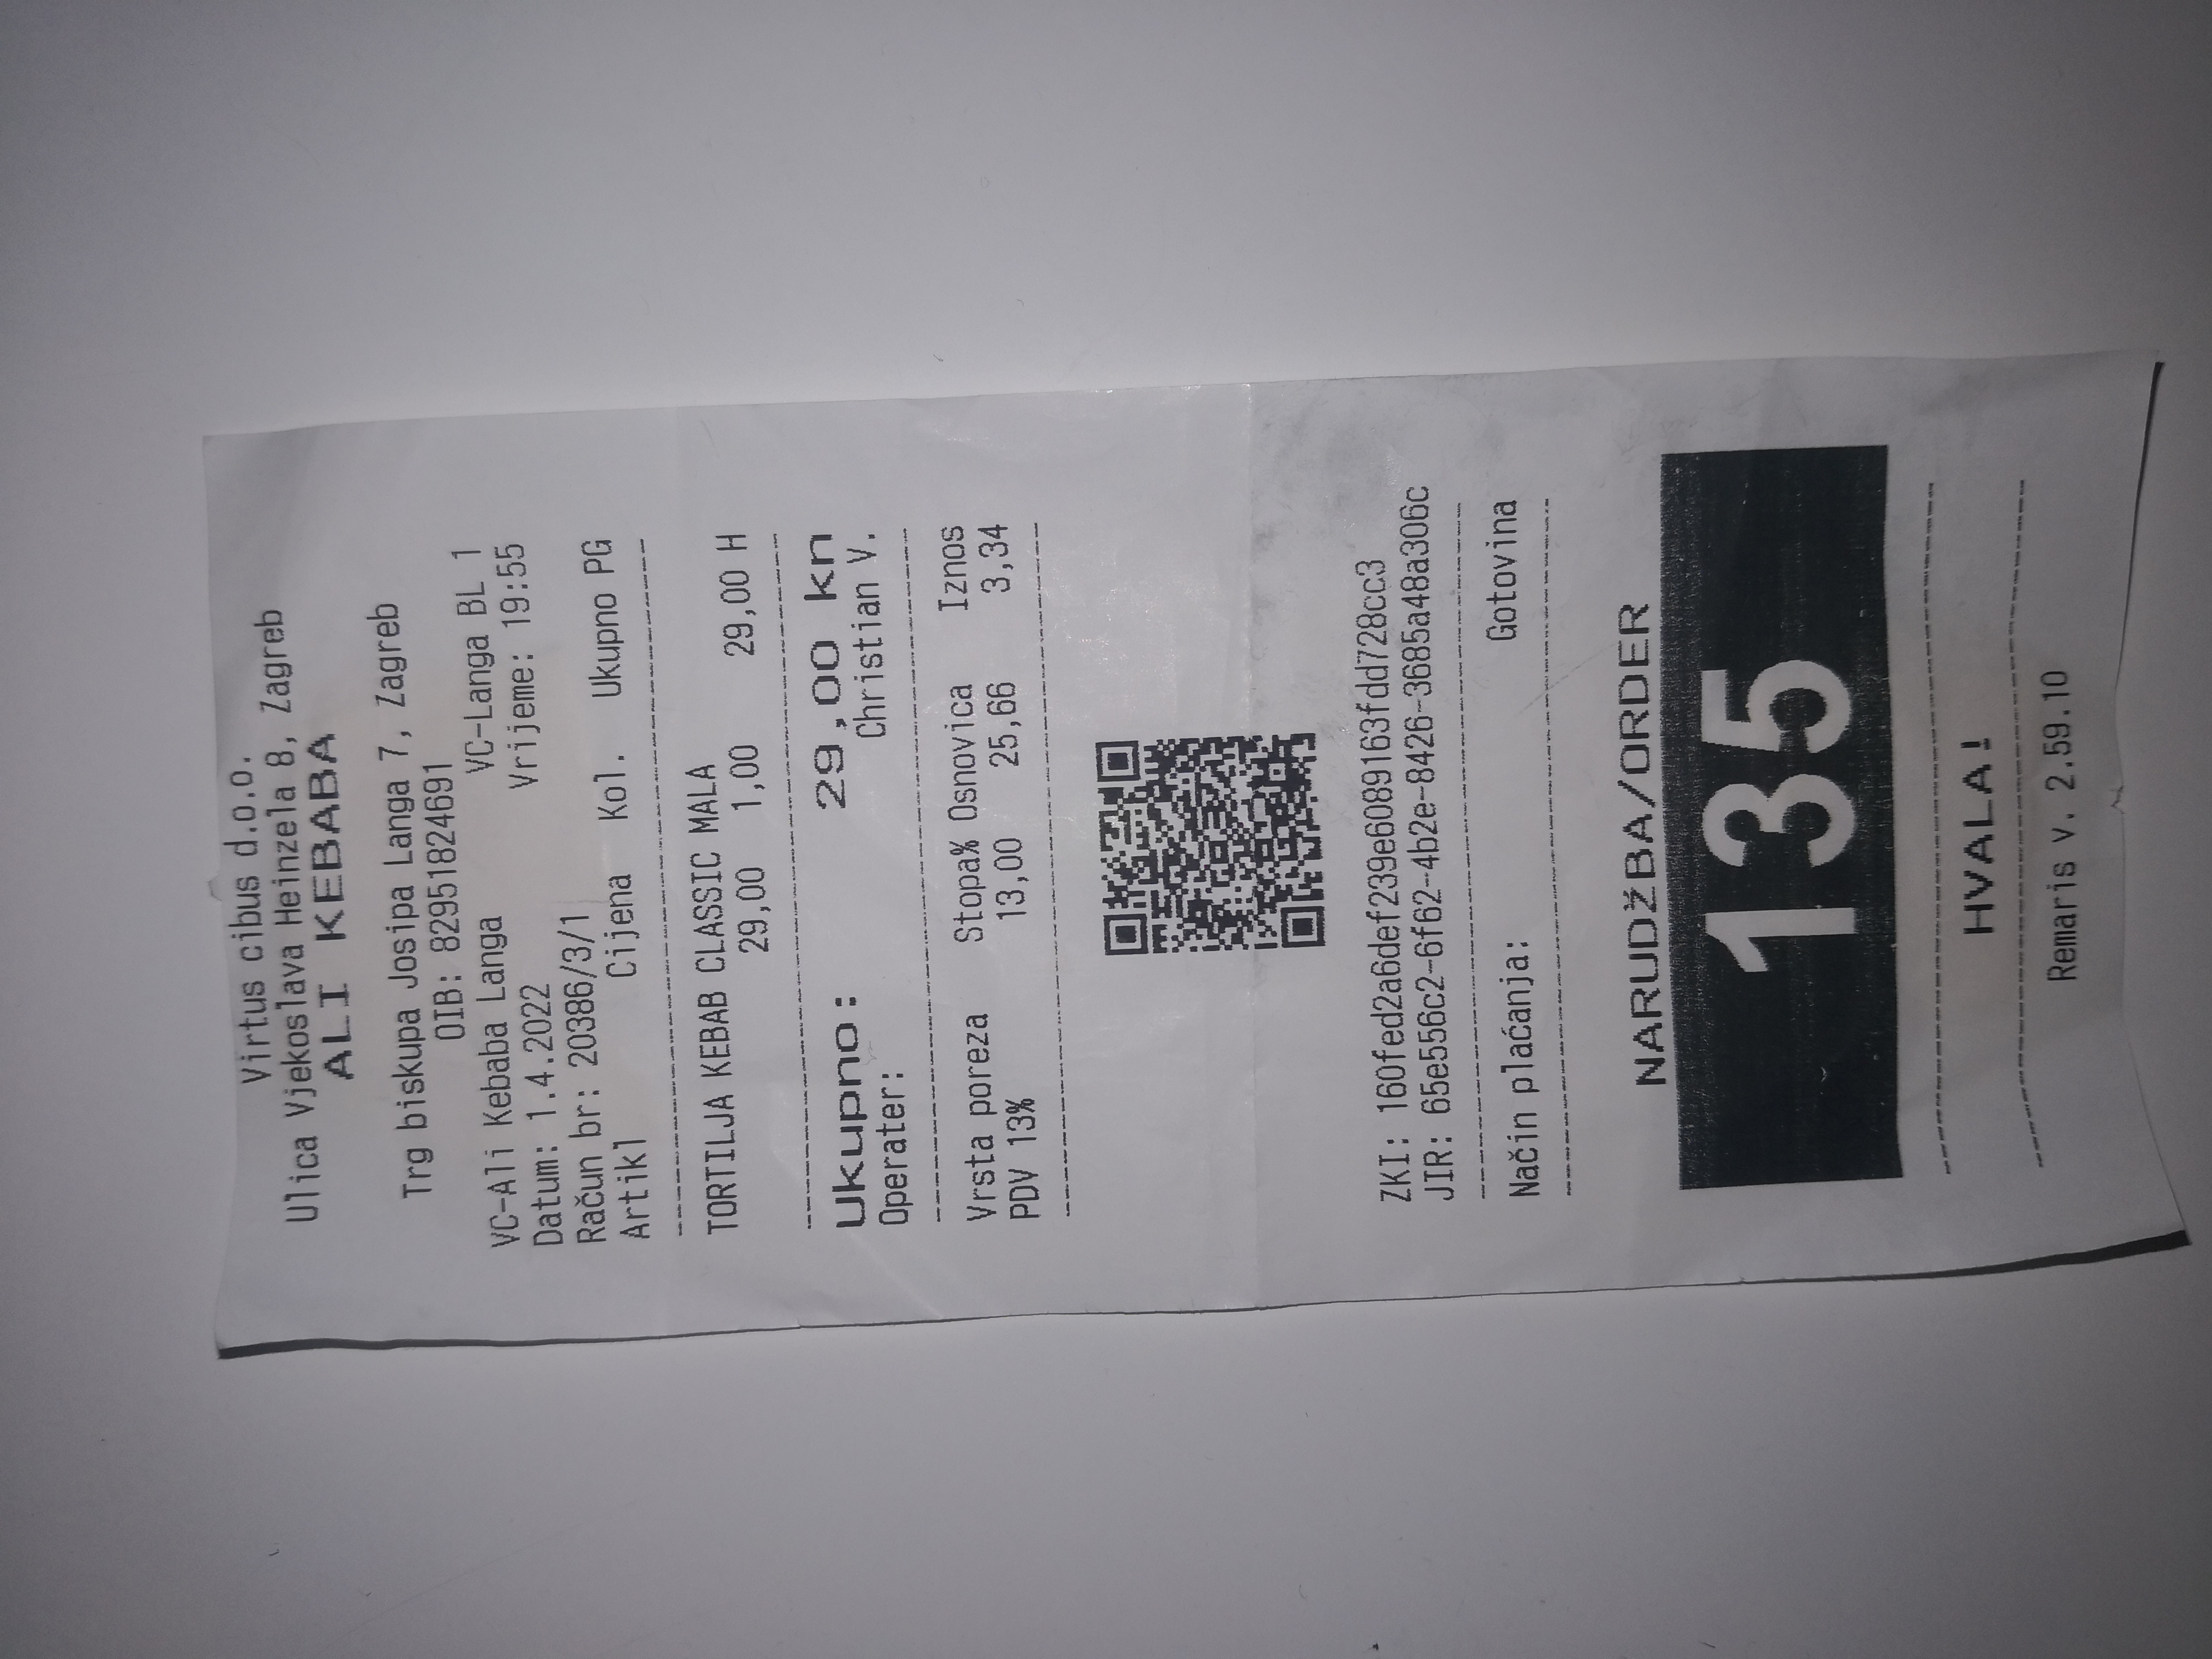 Virtus cibus d.o.o.
Ulica Vjekoslava Heinzela 8, Zagreb
ALI KEBABA
Trg biskupa Josipa Langa 7, Zagreb
OIB: 82951824691
VC-Ali Kebaba Langa VC-Langa BL 1
Datum: 1.4.2022 Vrijeme: 19:55
Račun br: 20386/3/1
Artikl Cijena Kol. Ukupno PG
TORTILJA KEBAB CLASSIC MALA
29,00 1,00 29,00 H
Ukupno: 29,00 kn
Operater: Christian V.
Vrsta poreza Stopa% Osnovica Iznos
PDV 13% 13,00 25,66 3,34
ZKI: 160fed2a6def239e6089163fdd728cc3
JIR: 65e556c2-6f62-4b2e-8426-3685a48a306c
Način plaćanja: Gotovina
NARUDŽBA/ORDER
135
HVALA!
Remaris v. 2.59.10